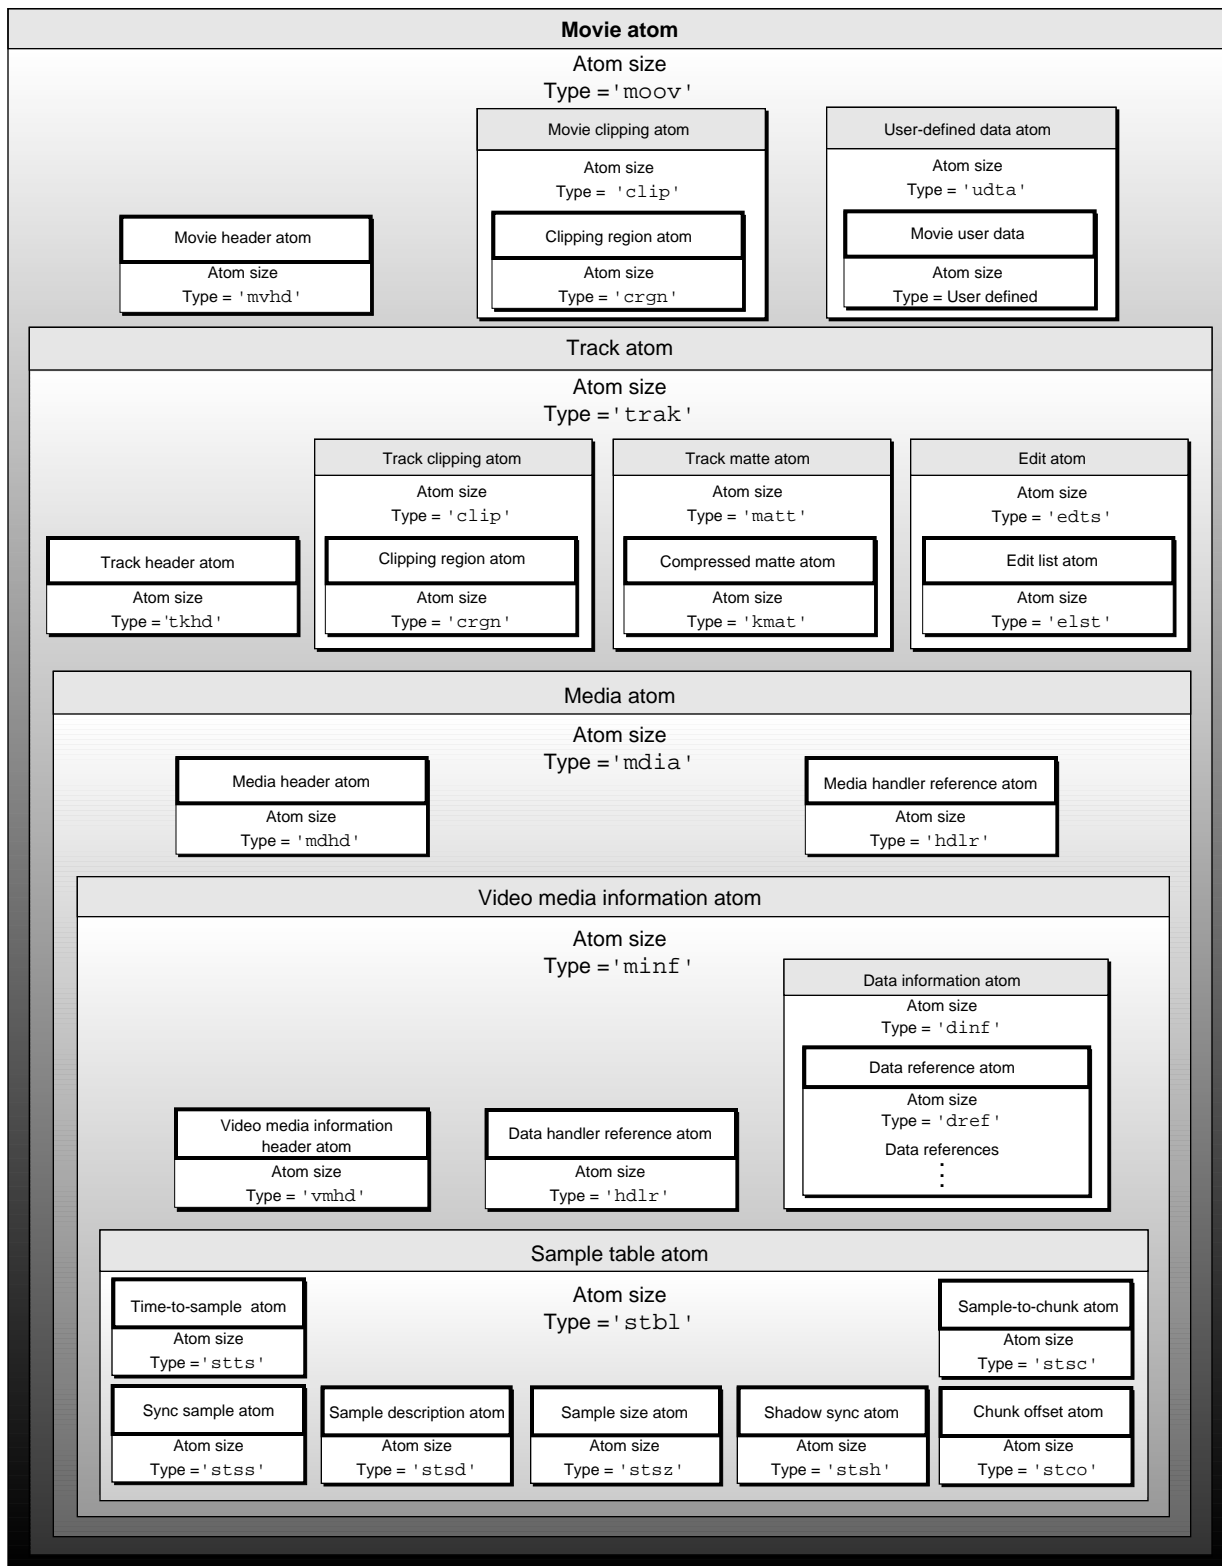 Movie atom
Atom size
Type ='moov'
Movie clipping atom
Atom size
Type = 'clip'
Clipping region atom
Atom size
Type = 'crgn'
User-defined data atom
Atom size
Type = 'udta'
Movie user data
Atom size
Type = User defined
Movie header atom
Atom size
Type = 'mvhd'
Track atom
Atom size
Type ='trak'
Track clipping atom
Atom size
Type = 'clip'
Clipping region atom
Atom size
Type = 'crgn'
Track matte atom
Atom size
Type = 'matt'
Compressed matte atom
Atom size
Type = 'kmat'
Edit atom
Atom size
Type = 'edts'
Edit list atom
Atom size
Type = 'elst'
Track header atom
Atom size
Type ='tkhd'
Media atom
Atom size
Type ='mdia'
Media header atom
Atom size
Type = 'mdhd'
Media handler reference atom
Atom size
Type = 'hdlr'
Video media information atom
Atom size
Type ='minf'
Data information atom
Atom size
Type = 'dinf'
Data reference atom
Atom size
Type = 'dref'
Data references
Video media information
header atom
Atom size
Type = 'vmhd'
Data handler reference atom
Atom size
Type = 'hdlr'
Sample table atom
Atom size
Type ='stbl'
Time-to-sample atom
Atom size
Type ='stts'
Sample-to-chunk atom
Atom size
Type = 'stsc'
Sync sample atom
Atom size
Type ='stss'
Sample description atom
Atom size
Type = 'stsd'
Sample size atom
Atom size
Type = 'stsz'
Shadow sync atom
Atom size
Type = 'stsh'
Chunk offset atom
Atom size
Type = 'stco'